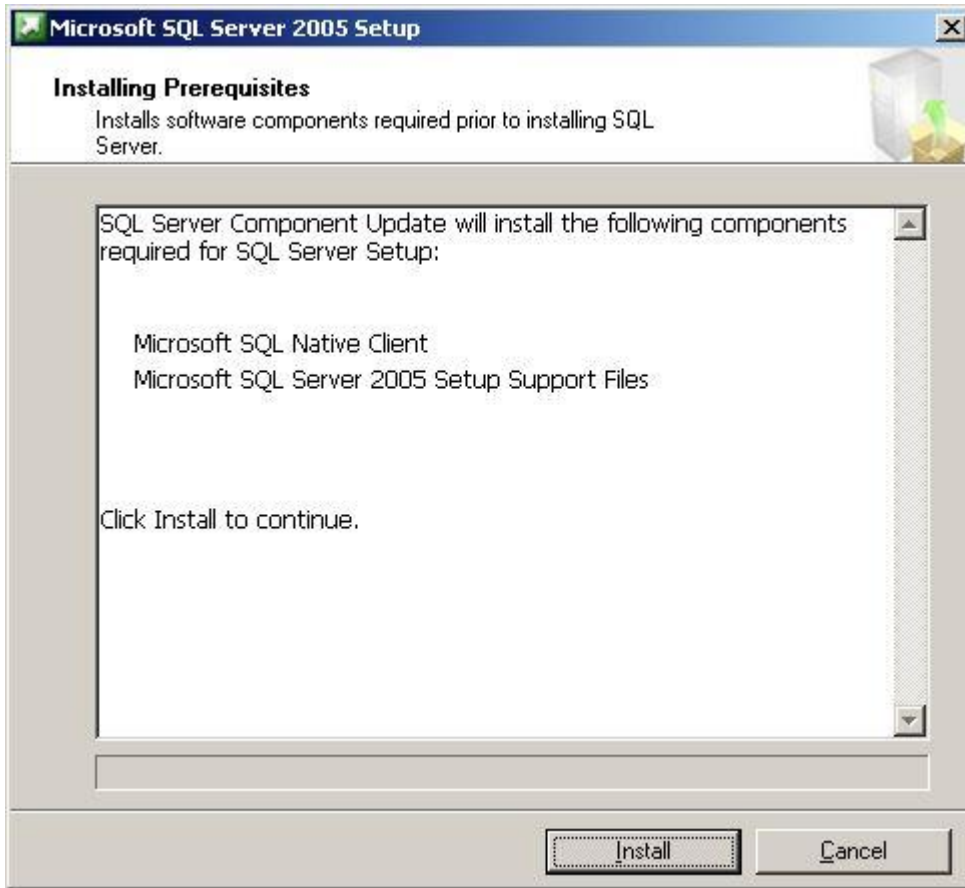 Microsoft SQL Server 2005 Setup
Installing Prerequisites
Installs software components required prior to installing SQL
Server.
SQL Server Component Update will install the following components
required for SQL Server Setup:
Microsoft SQL Native Client
Microsoft SQL Server 2005 Setup Support Files
Click Install to continue.
Install
Cancel